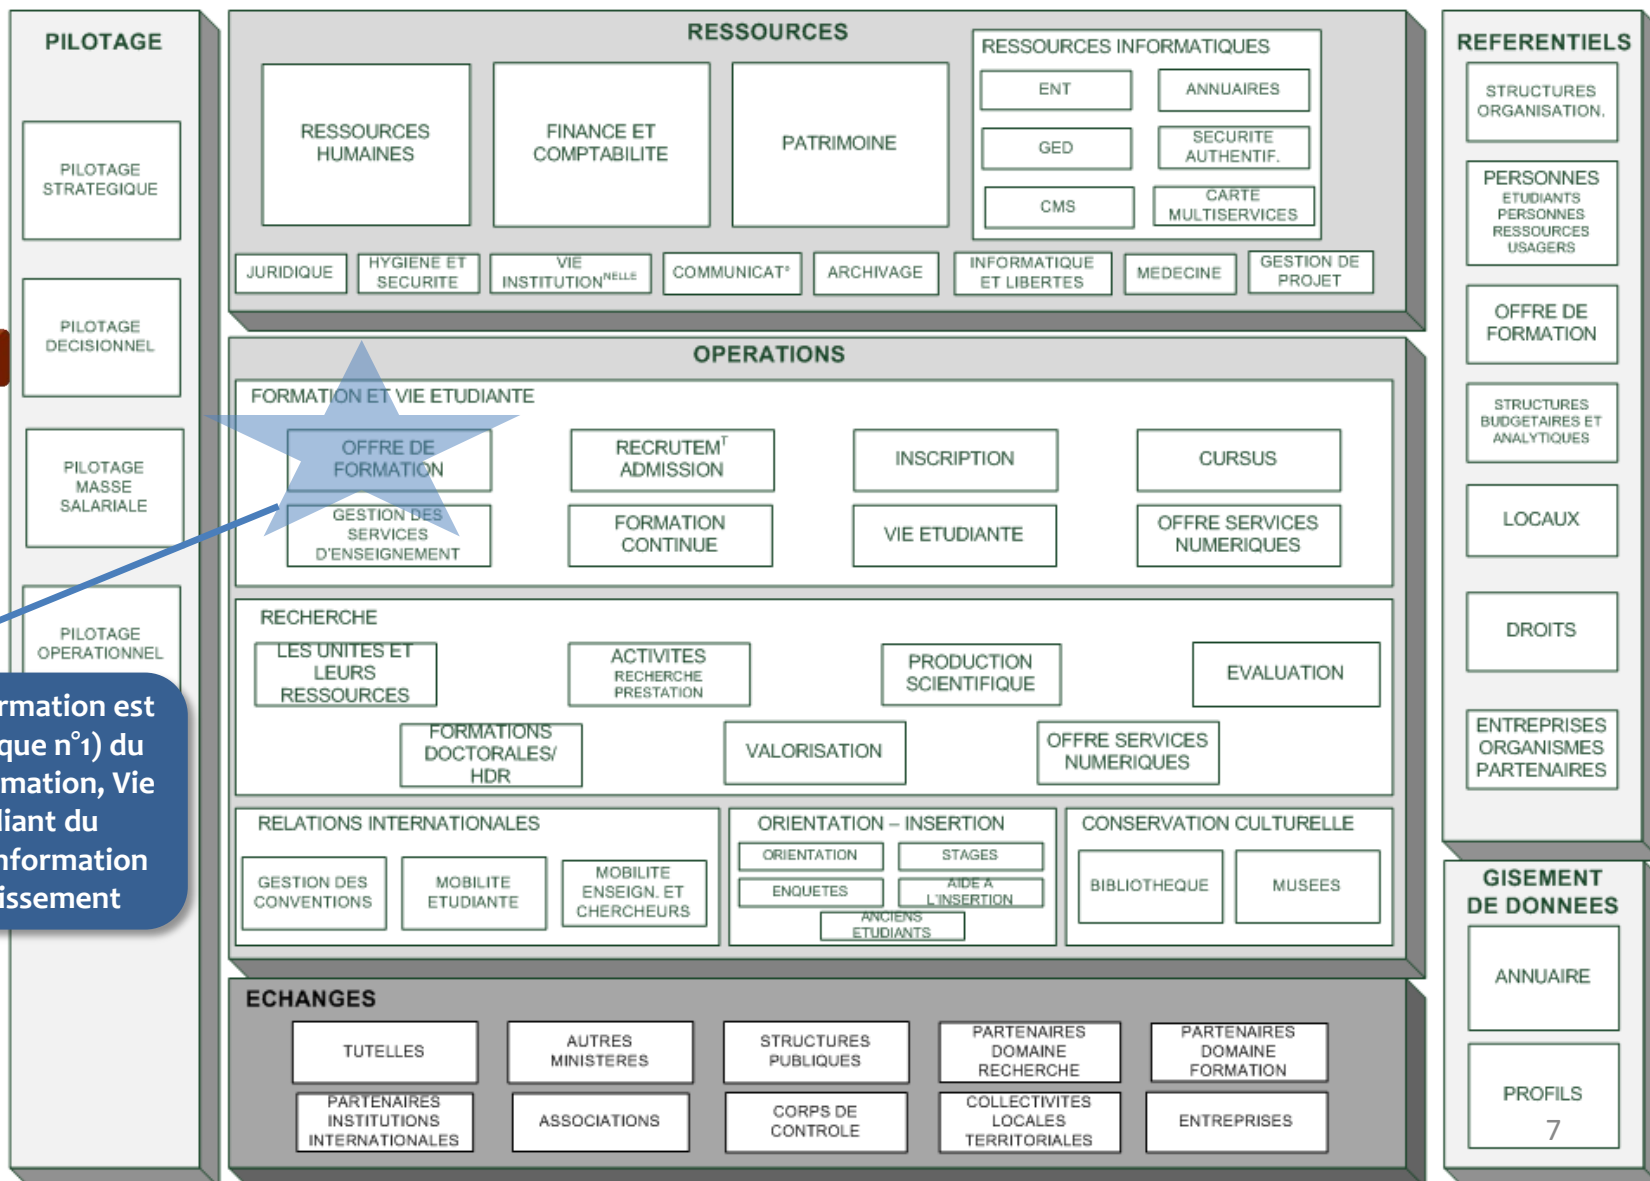 PILOTAGE
PILOTAGE
STRATEGIQUE
PILOTAGE
DECISIONNEL
PILOTAGE
MASSE
SALARIALE
PILOTAGE
OPERATIONNEL
rmation est
que n°1) du
mation, Vie
liant du
nformation
issement
RESSOURCES
RESSOURCES
HUMAINES
FINANCE ET
COMPTABILITE
PATRIMOINE
RESSOURCES INFORMATIQUES
ENT
ANNUAIRES
GED
SECURITE
AUTHENTIF.
CMS
CARTE
MULTISERVICES
JURIDIQUE
HYGIENE ET
SECURITE
VIE
INSTITUTIONNELLE
COMMUNICAT°
ARCHIVAGE
INFORMATIQUE
ET LIBERTES
MEDECINE
GESTION DE
PROJET
OPERATIONS
FORMATION ET VIE ETUDIANTE
OFFRE DE
FORMATION
RECRUTEMT
ADMISSION
INSCRIPTION
CURSUS
GESTION DES
SERVICES
D'ENSEIGNEMENT
FORMATION
CONTINUE
VIE ETUDIANTE
OFFRE SERVICES
NUMERIQUES
RECHERCHE
LES UNITES ET
LEURS
RESSOURCES
ACTIVITES
RECHERCHE
PRESTATION
PRODUCTION
SCIENTIFIQUE
EVALUATION
FORMATIONS
DOCTORALES/
HDR
VALORISATION
OFFRE SERVICES
NUMERIQUES
RELATIONS INTERNATIONALES
GESTION DES
CONVENTIONS
MOBILITE
ETUDIANTE
MOBILITE
ENSEIGN. ET
CHERCHEURS
ORIENTATION – INSERTION
ORIENTATION
STAGES
ENQUETES
AIDE A
L'INSERTION
ANCIENS
ETUDIANTS
CONSERVATION CULTURELLE
BIBLIOTHEQUE
MUSEES
ECHANGES
TUTELLES
AUTRES
MINISTERES
STRUCTURES
PUBLIQUES
PARTENAIRES
DOMAINE
RECHERCHE
PARTENAIRES
DOMAINE
FORMATION
PARTENAIRES
INSTITUTIONS
INTERNATIONALES
ASSOCIATIONS
CORPS DE
CONTROLE
COLLECTIVITES
LOCALES
TERRITORIALES
ENTREPRISES
REFERENTIELS
STRUCTURES
ORGANISATION.
PERSONNES
ETUDIANTS
PERSONNES
RESSOURCES
USAGERS
OFFRE DE
FORMATION
STRUCTURES
BUDGETAIRES ET
ANALYTIQUES
LOCAUX
DROITS
ENTREPRISES
ORGANISMES
PARTENAIRES
GISEMENT
DE DONNEES
ANNUAIRE
PROFILS
7